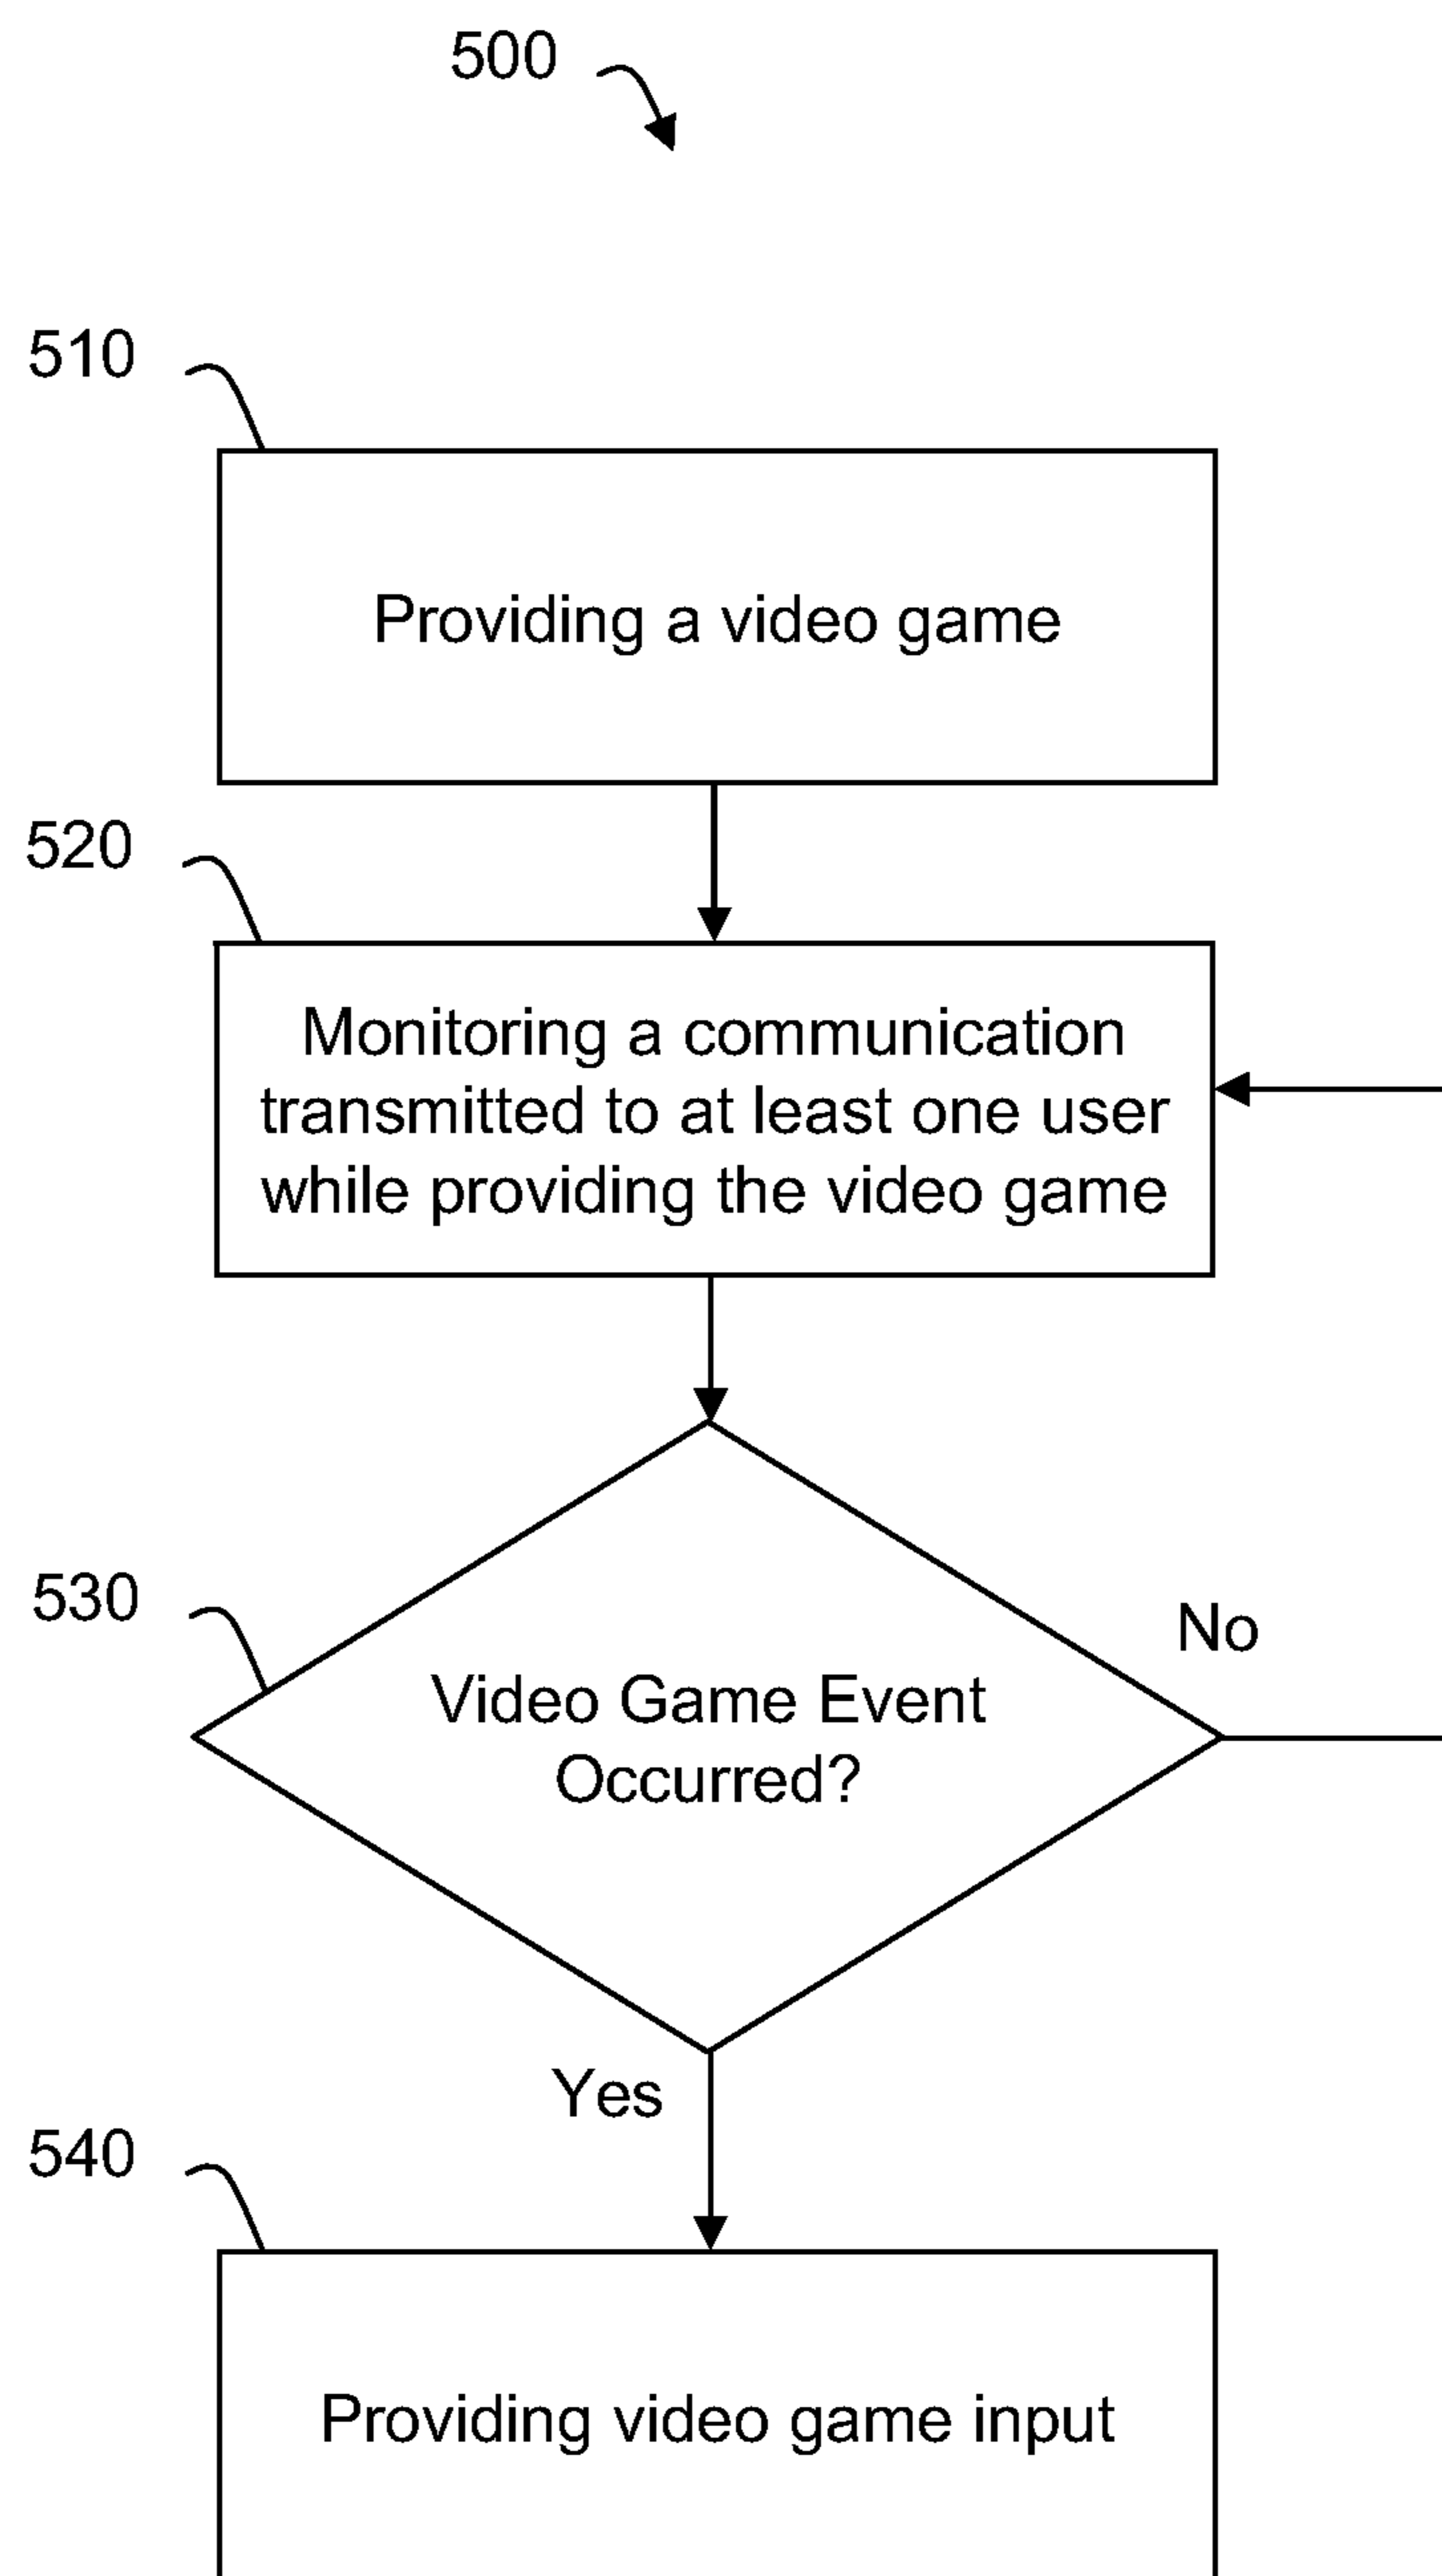 500
510
Providing a video game
520
Monitoring a communication
transmitted to at least one user
while providing the video game
530
No
Video Game Event
Occurred?
Yes
540
Providing video game input